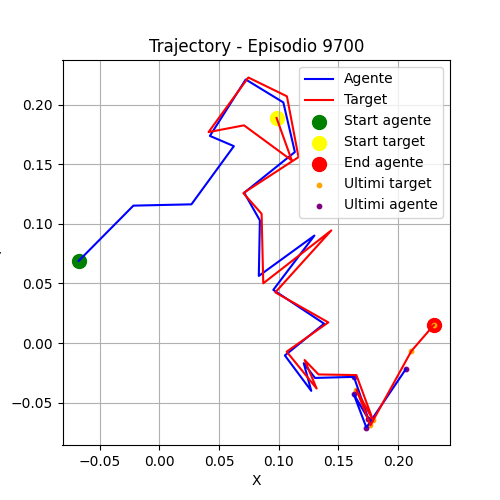 Trajectory - Episodio 9700
Agente
Target
Start agente
Start target
End agente
Ultimi target
Ultimi agente
0.20
0.15
0.10
0.05
0.00
−0.05
−0.05
0.00
0.05
0.10
0.15
0.20
X